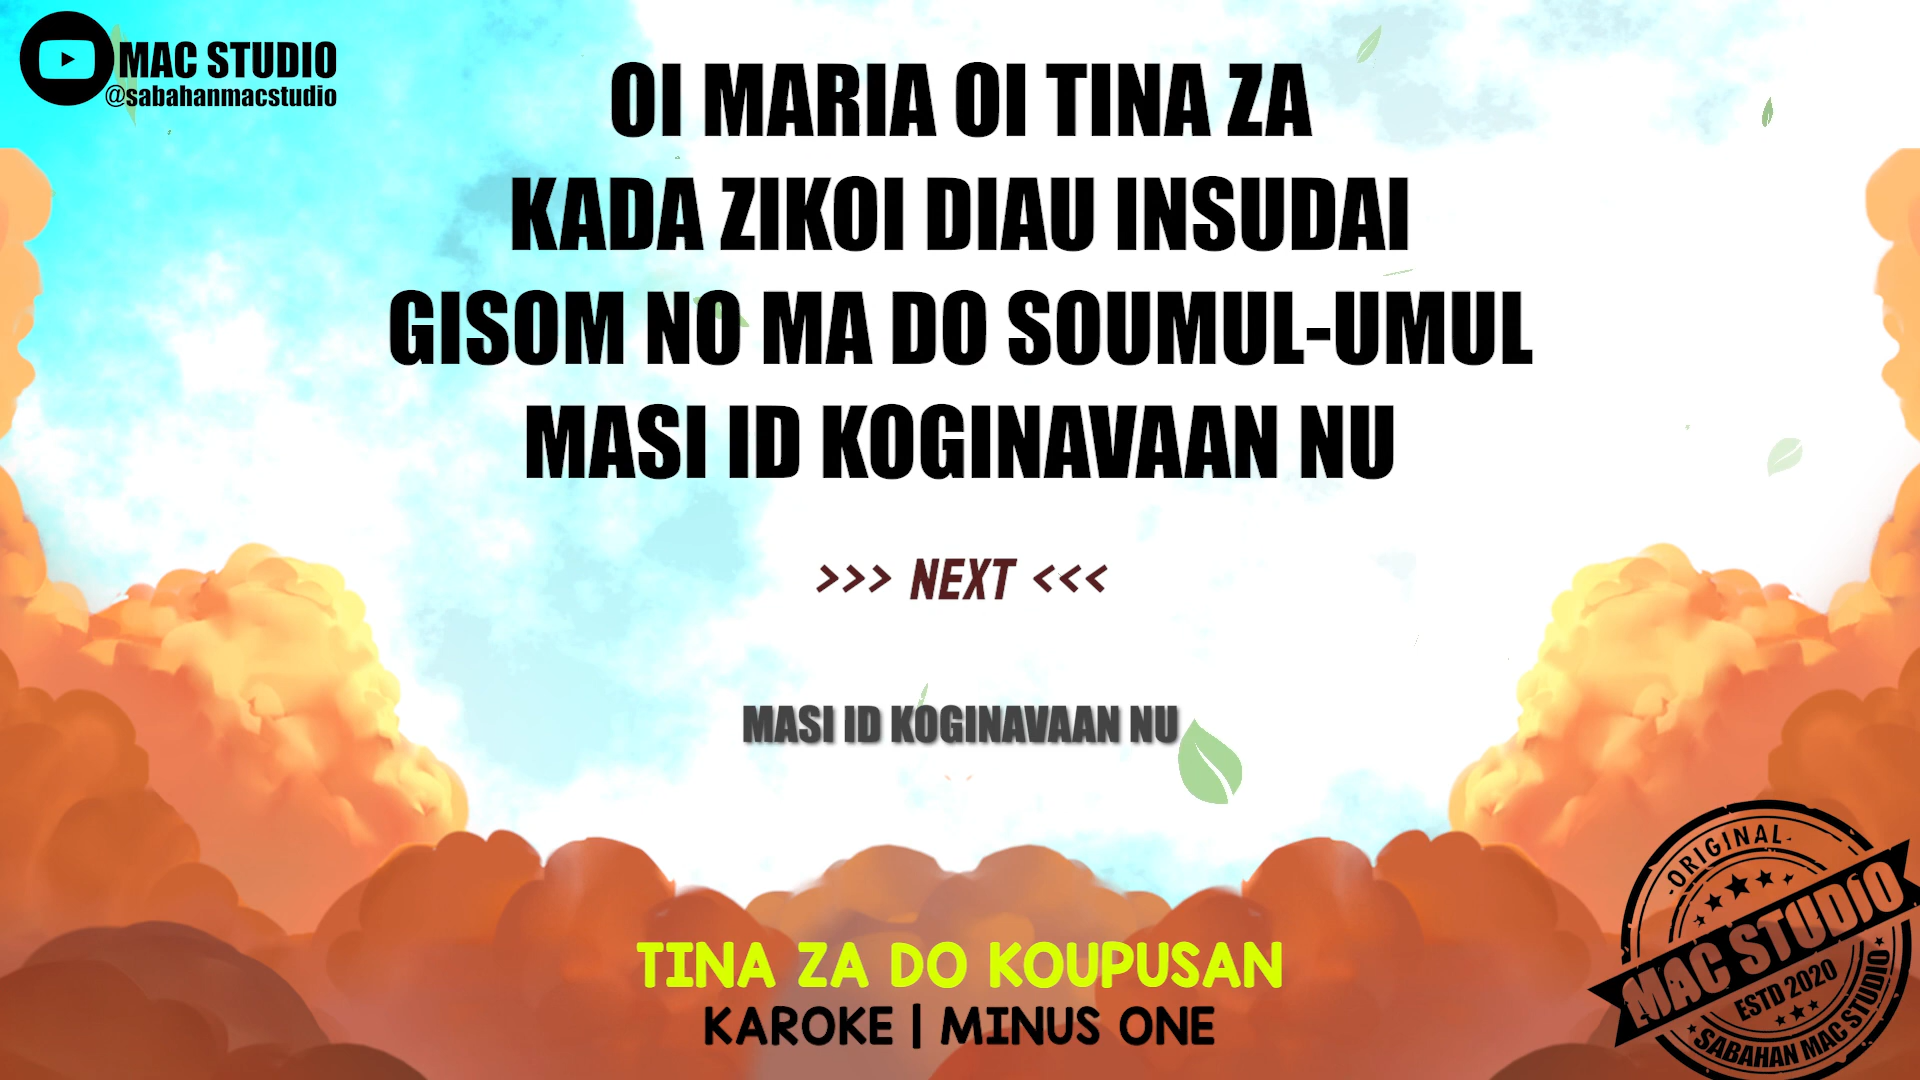 MAC STUDIO
@sabahanmacstudio
OI MARIA OI TINA ZA
KADA ZIKOI DIAU INSUDAI
GISOM NO MA DO SOUMUL-UMUL
MASI ID KOGINAVAAN NU
>>> NEXT <<<
MASI ID KOGINAVAAN NU
TINA ZA DO KOUPUSAN
KAROKE | MINUS ONE
-ORIGINAL-
MAC STUDIO
ESTD 2020
SABAHAN MAC STUDIO